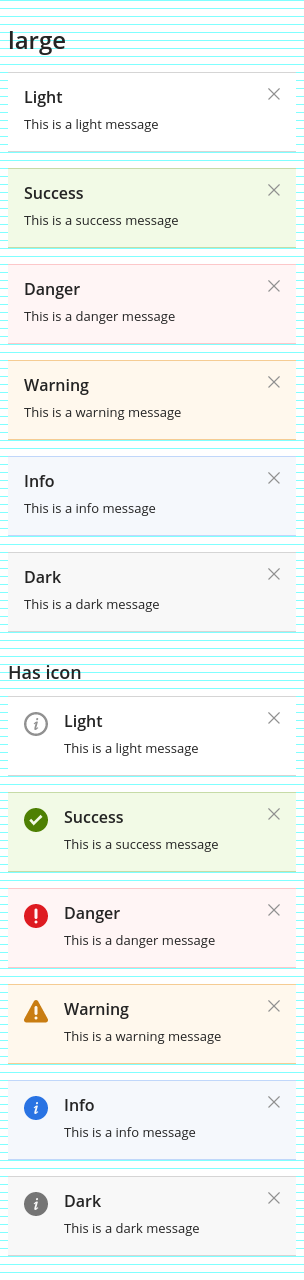 large
Light
This is a light message
Success
This is a success message
Danger
This is a danger message
Warning
This is a warning message
Info
This is a info message
Dark
This is a dark message
Has icon
Light
This is a light message
Success
This is a success message
Danger
This is a danger message
Warning
This is a warning message
Info
This is a info message
Dark
This is a dark message